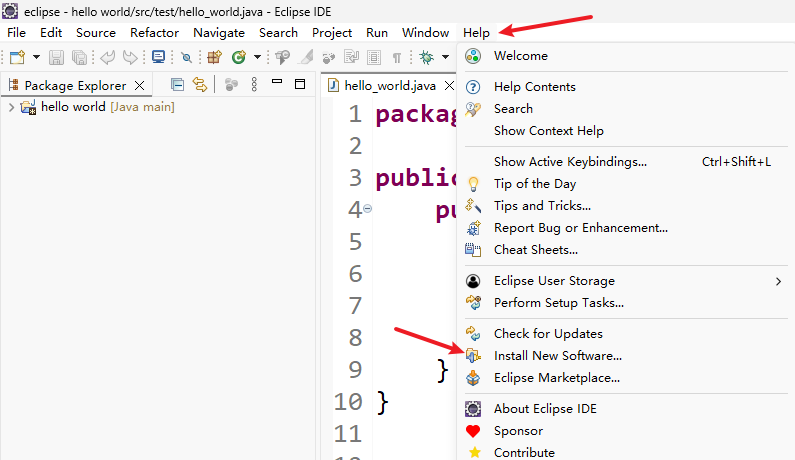 eclipse - hello world/src/test/hello_world.java - Eclipse IDE
File Edit Source Refactor Navigate Search Project Run Window Help
Package Explorer
hello world [Java main]
hello_world.java
1
2
3 public
4
5
6
7
8
9 }
10 }
11
Welcome
Help Contents
Search
Show Context Help
Show Active Keybindings... Ctrl+Shift+L
Tip of the Day
Tips and Tricks...
Report Bug or Enhancement...
Cheat Sheets...
Eclipse User Storage
Perform Setup Tasks...
Check for Updates
Install New Software...
Eclipse Marketplace...
About Eclipse IDE
Sponsor
Contribute